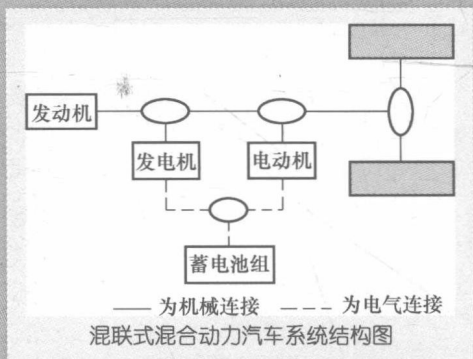 发动机
发电机
电动机
蓄电池组
—— 为机械连接 --- 为电气连接
混联式混合动力汽车系统结构图